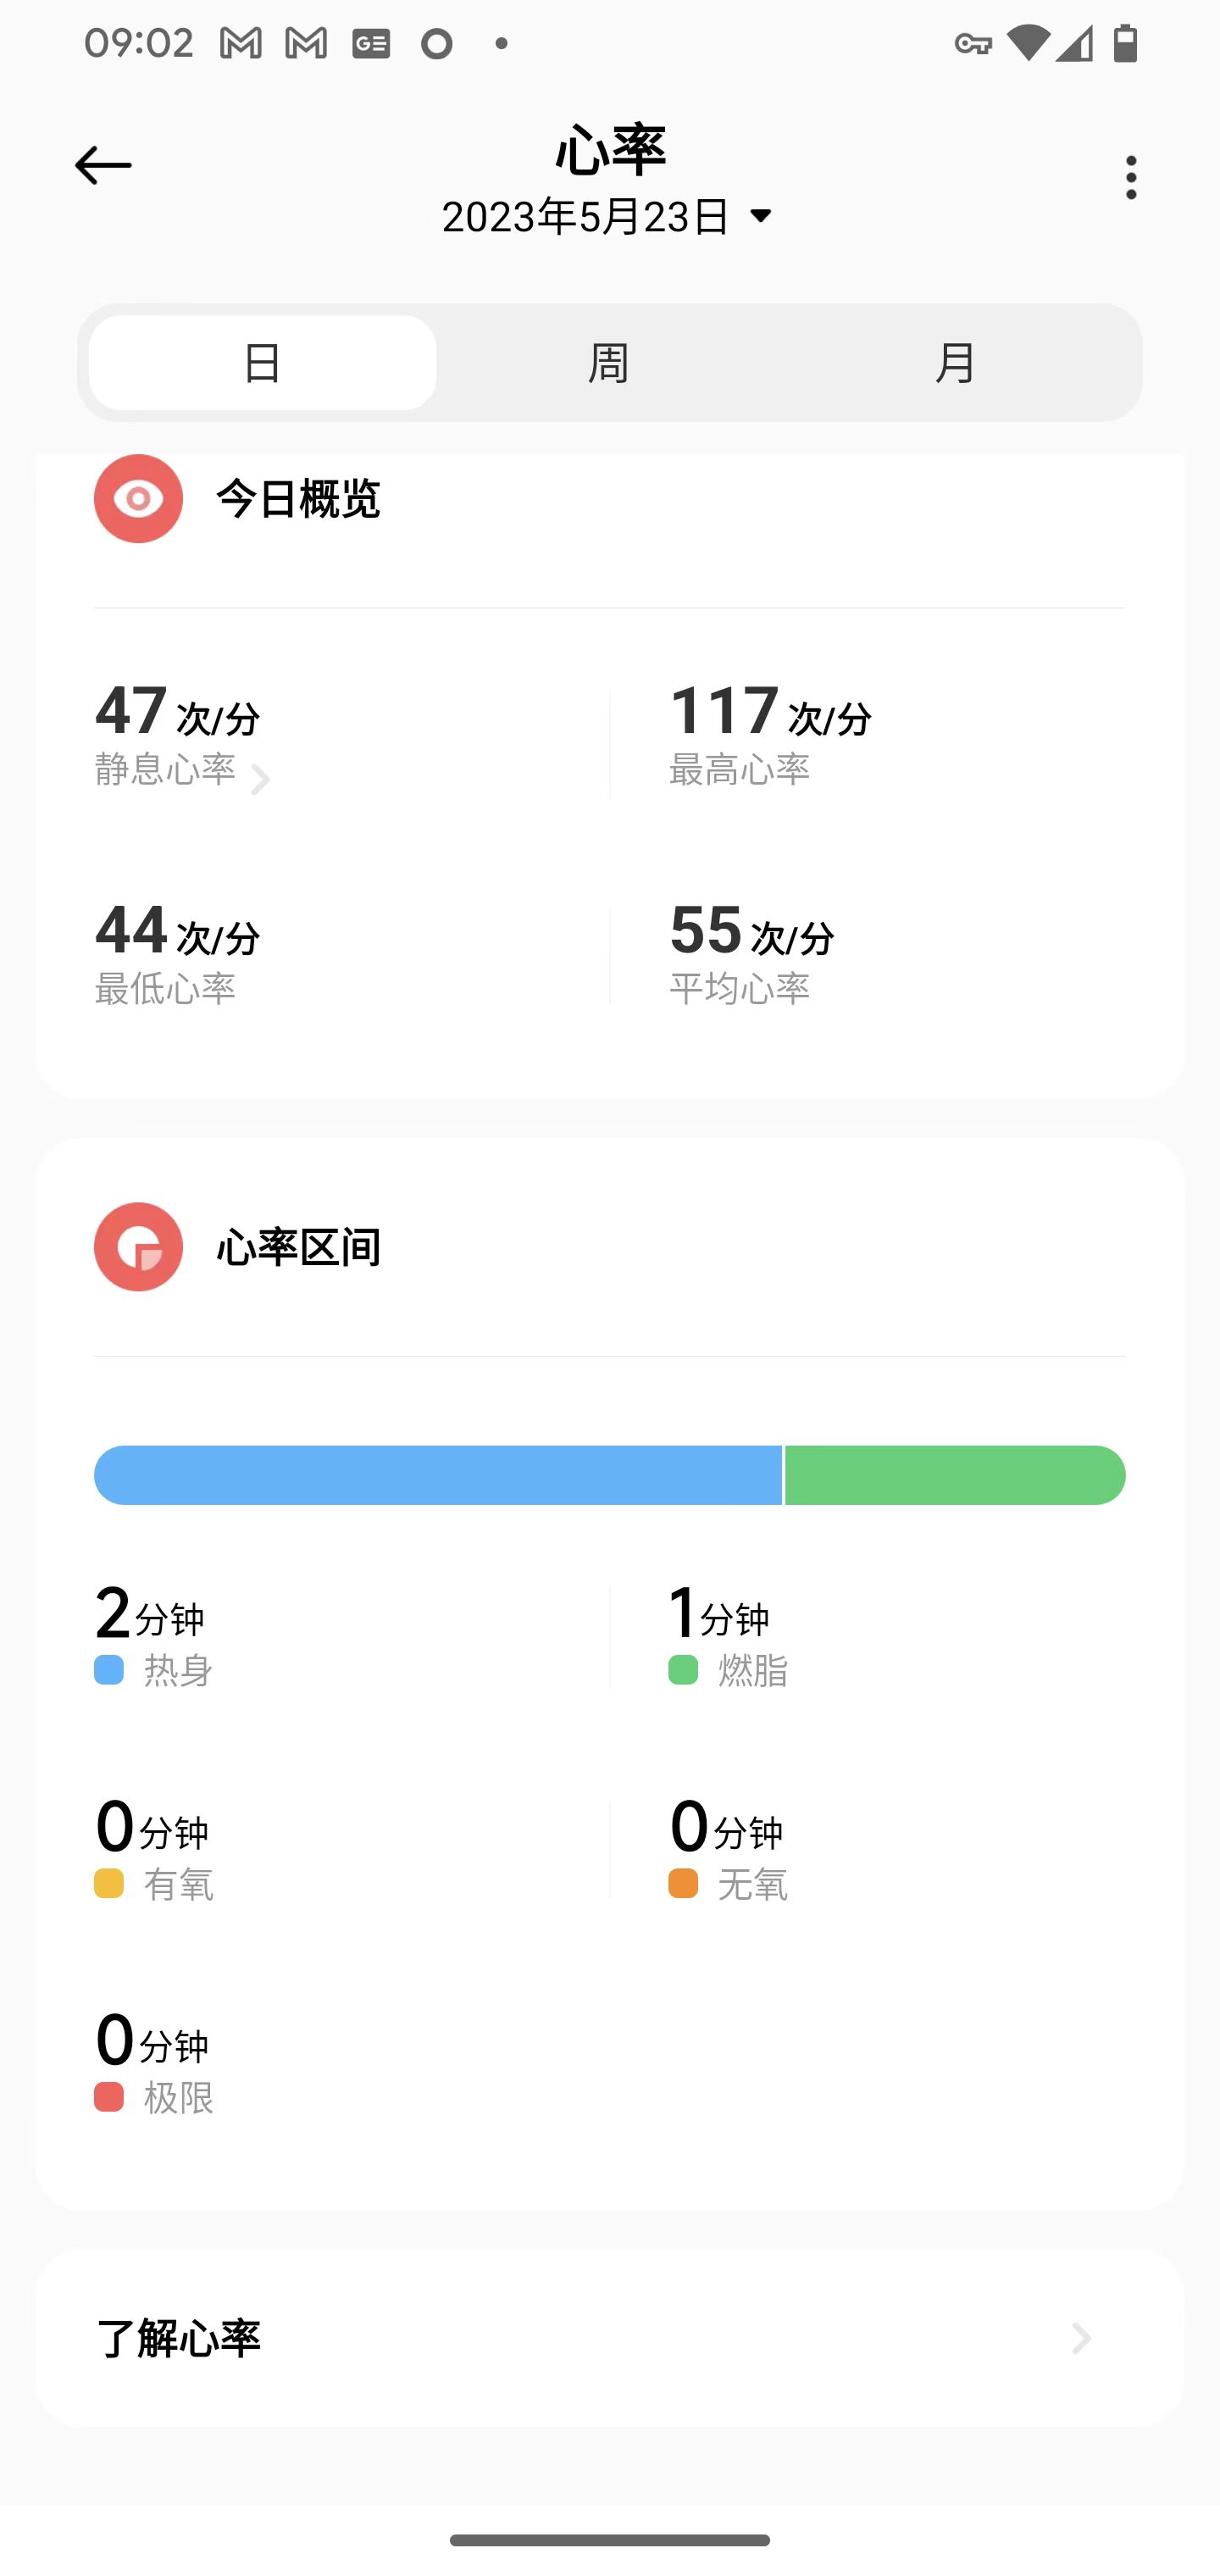 09:02
心率
2023年5月23日
日 周 月
今日概览
47 次/分 117 次/分
静息心率 最高心率
44 次/分 55 次/分
最低心率 平均心率
心率区间
2分钟 1分钟
热身 燃脂
0分钟 0分钟
有氧 无氧
0分钟
极限
了解心率